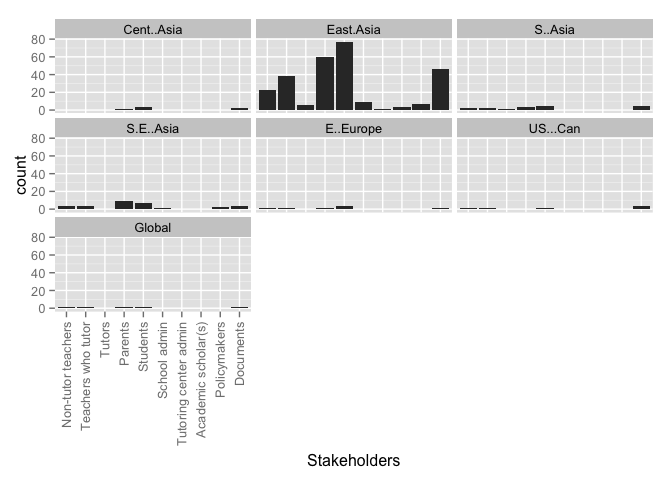 Cent..Asia
East.Asia
S..Asia
80
60
40
20
0
S.E..Asia
E..Europe
US...Can
80
60
40
20
0
count
Global
80
60
40
20
0
Non-tutor teachers
Teachers who tutor
Tutors
Parents
Students
School admin
Tutoring center admin
Academic scholar(s)
Policymakers
Documents
Stakeholders